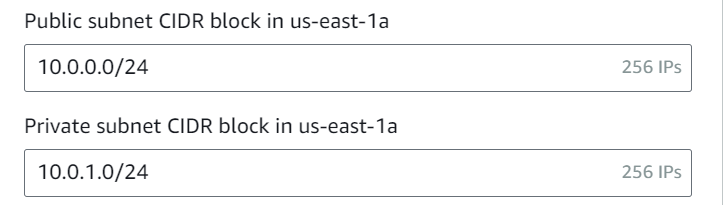 Public subnet CIDR block in us-east-1a
10.0.0.0/24 256 IPs
Private subnet CIDR block in us-east-1a
10.0.1.0/24 256 IPs